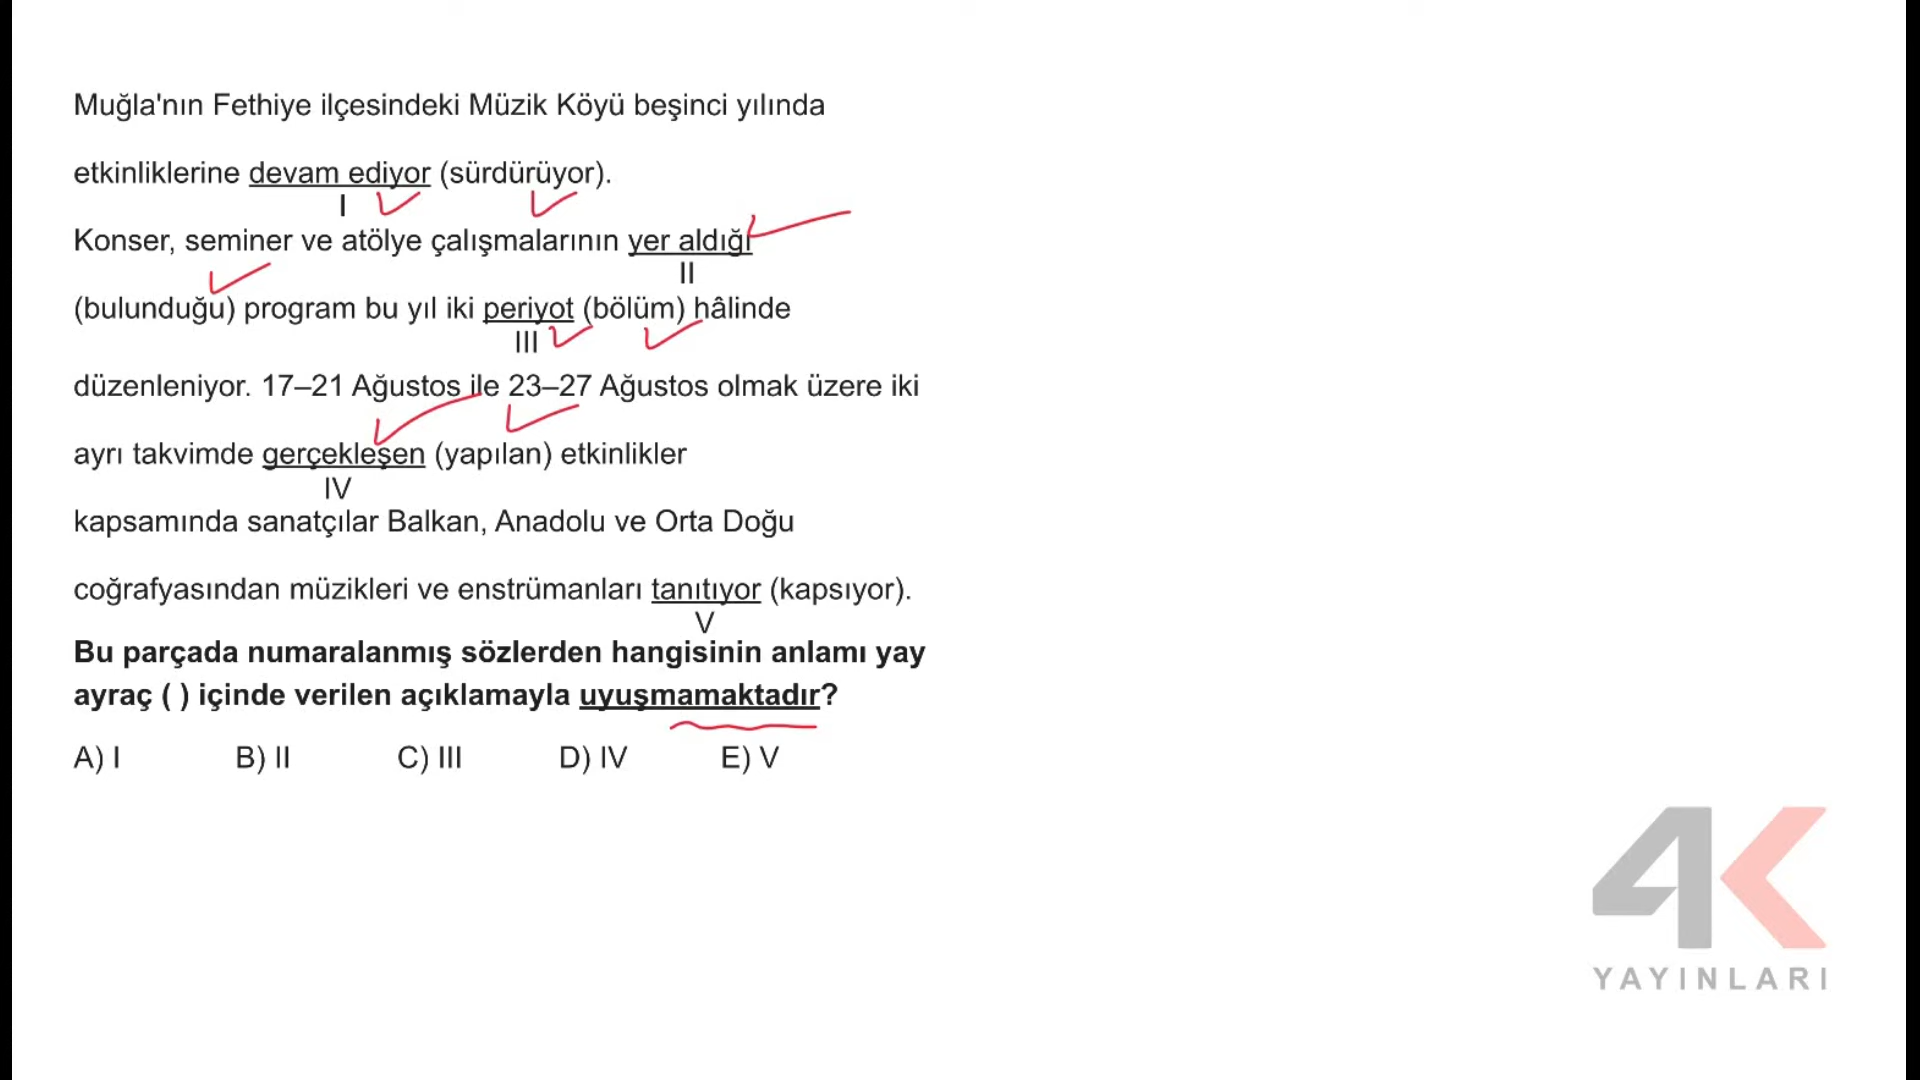 Muğla'nın Fethiye ilçesindeki Müzik Köyü beşinci yılında
etkinliklerine devam ediyor (sürdürüyor).
I
Konser, seminer ve atölye çalışmalarının yer aldığı
II
(bulunduğu) program bu yıl iki periyot (bölüm) hâlinde
III
düzenleniyor. 17–21 Ağustos ile 23–27 Ağustos olmak üzere iki
ayrı takvimde gerçekleşen (yapılan) etkinlikler
IV
kapsamında sanatçılar Balkan, Anadolu ve Orta Doğu
coğrafyasından müzikleri ve enstrümanları tanıtıyor (kapsıyor).
V
Bu parçada numaralanmış sözlerden hangisinin anlamı yay
ayraç ( ) içinde verilen açıklamayla uyuşmamaktadır?
A) I B) II C) III D) IV E) V
4K
YAYINLARI